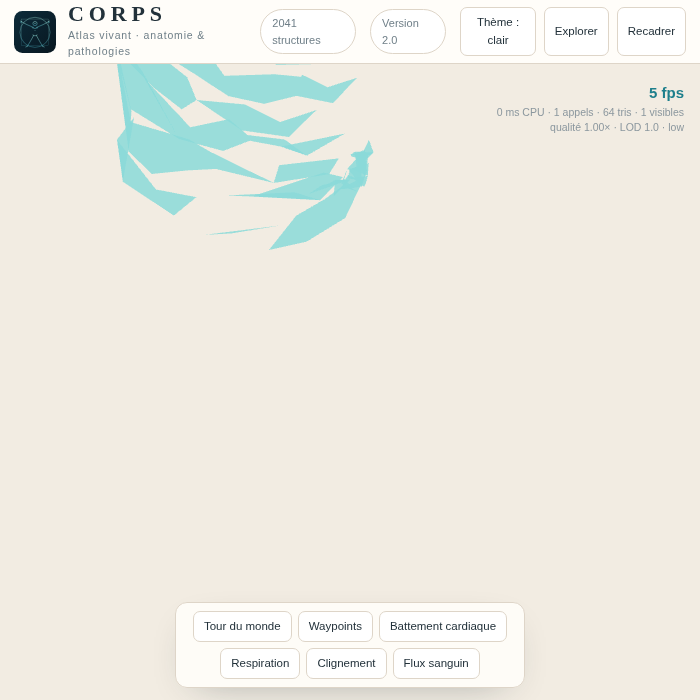 CORPS
Atlas vivant · anatomie &
pathologies
2041
structures
Version
2.0
Thème :
clair
Explorer
Recadrer
5 fps
0 ms CPU · 1 appels · 64 tris · 1 visibles
qualité 1.00× · LOD 1.0 · low
Tour du monde
Waypoints
Battement cardiaque
Respiration
Clignement
Flux sanguin